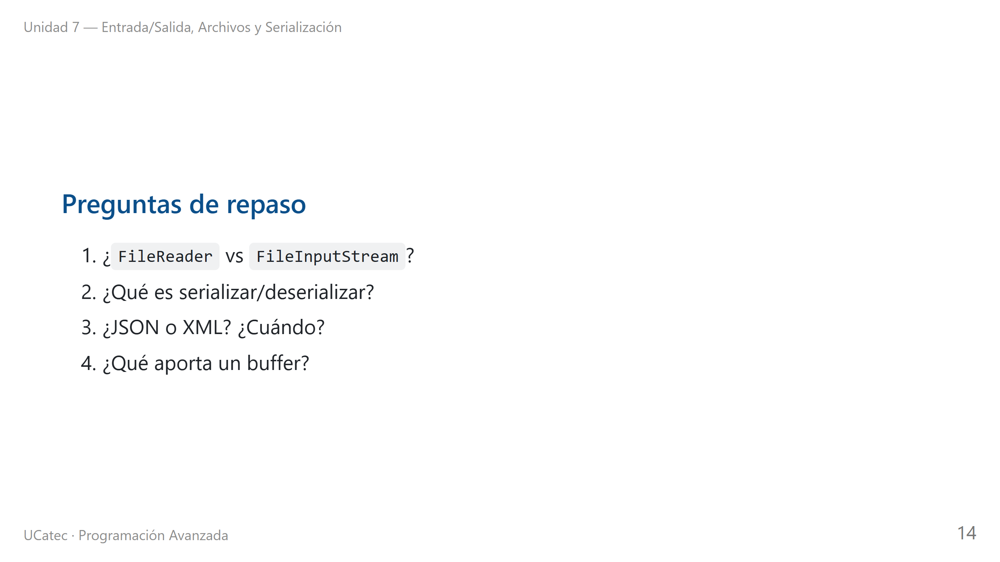 Unidad 7 — Entrada/Salida, Archivos y Serialización
Preguntas de repaso
1. ¿FileReader vs FileInputStream?
2. ¿Qué es serializar/deserializar?
3. ¿JSON o XML? ¿Cuándo?
4. ¿Qué aporta un buffer?
UCatec · Programación Avanzada
14